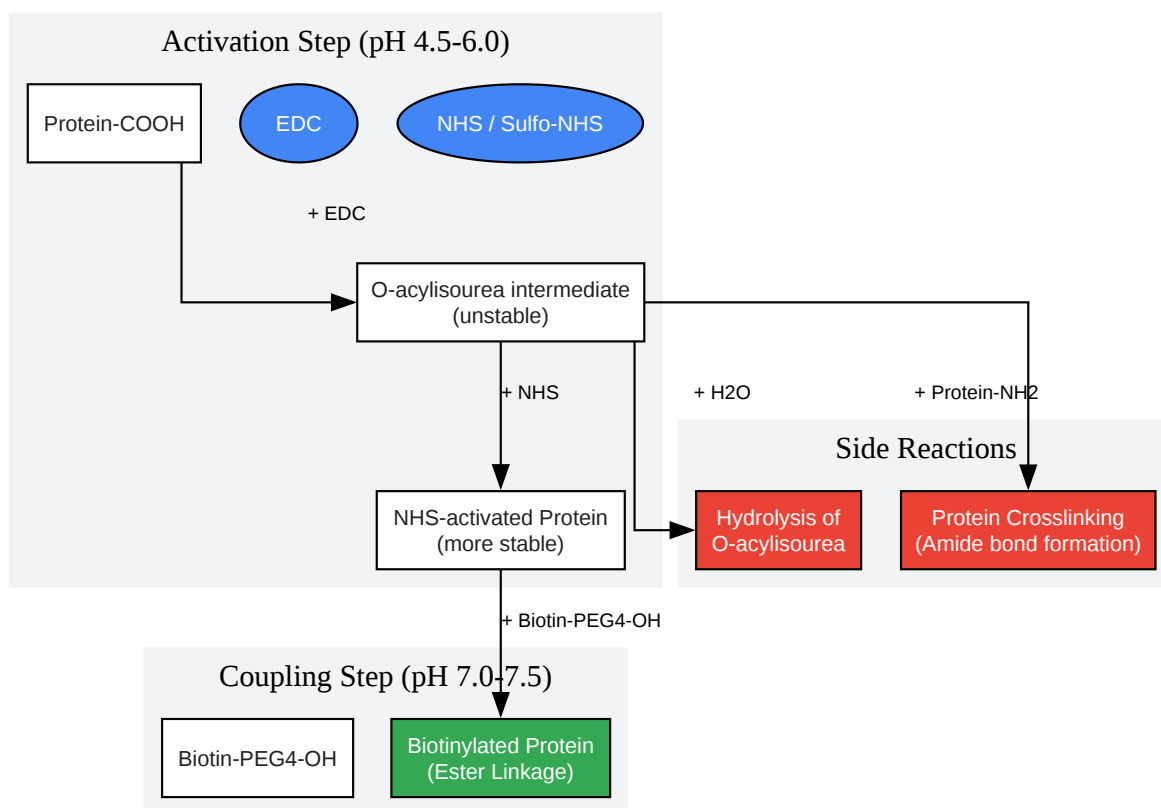 Activation Step (pH 4.5-6.0)
Protein-COOH
EDC
NHS / Sulfo-NHS
+ EDC
O-acylisourea intermediate
(unstable)
+ NHS
+ H2O
+ Protein-NH2
Side Reactions
NHS-activated Protein
(more stable)
Hydrolysis of
O-acylisourea
Protein Crosslinking
(Amide bond formation)
+ Biotin-PEG4-OH
Coupling Step (pH 7.0-7.5)
Biotin-PEG4-OH
Biotinylated Protein
(Ester Linkage)